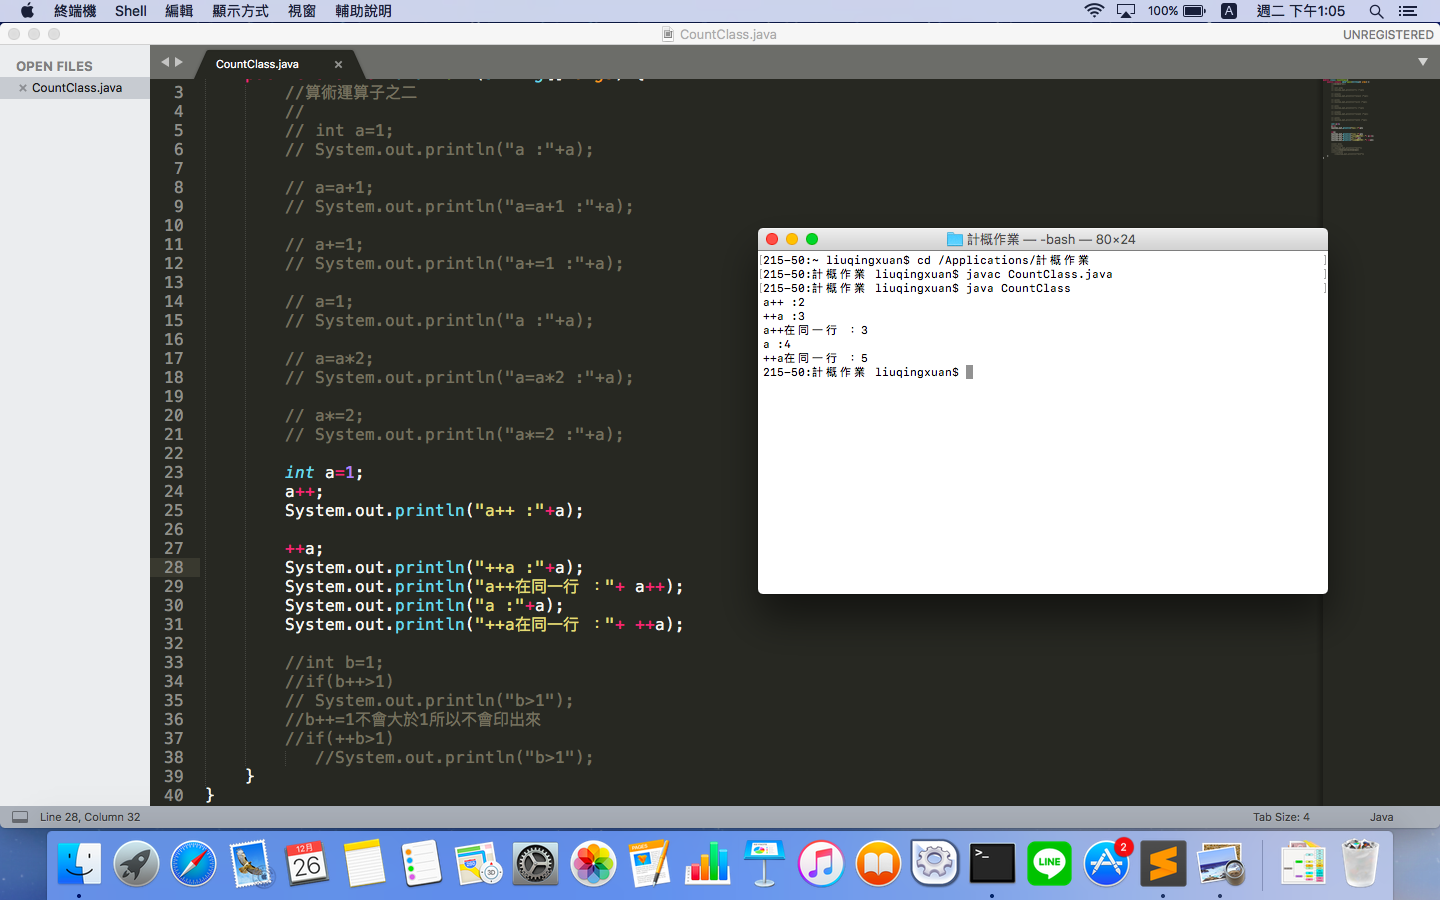 終端機 Shell 編輯 顯示方式 視窗 輔助說明 100% A 週二 下午1:05
CountClass.java UNREGISTERED
OPEN FILES
CountClass.java
CountClass.java
3 //算術運算子之二
4 //
5 // int a=1;
6 // System.out.println("a :"+a);
7
8 // a=a+1;
9 // System.out.println("a=a+1 :"+a);
10
11 // a+=1;
12 // System.out.println("a+=1 :"+a);
13
14 // a=1;
15 // System.out.println("a :"+a);
16
17 // a=a*2;
18 // System.out.println("a=a*2 :"+a);
19
20 // a*=2;
21 // System.out.println("a*=2 :"+a);
22
23 int a=1;
24 a++;
25 System.out.println("a++ :"+a);
26
27 ++a;
28 System.out.println("++a :"+a);
29 System.out.println("a++在同一行 ："+ a++);
30 System.out.println("a :"+a);
31 System.out.println("++a在同一行 ："+ ++a);
32
33 //int b=1;
34 //if(b++>1)
35 // System.out.println("b>1");
36 //b++=1不會大於1所以不會印出來
37 //if(++b>1)
38 //System.out.println("b>1");
39 }
40 }
計概作業 — -bash — 80×24
215-50:~ liuqingxuan$ cd /Applications/計概作業
215-50:計概作業 liuqingxuan$ javac CountClass.java
215-50:計概作業 liuqingxuan$ java CountClass
a++ :2
++a :3
a++在同一行 ：3
a :4
++a在同一行 ：5
215-50:計概作業 liuqingxuan$
Line 28, Column 32 Tab Size: 4 Java
12月
26
PAGES
3D
>_
LINE
2